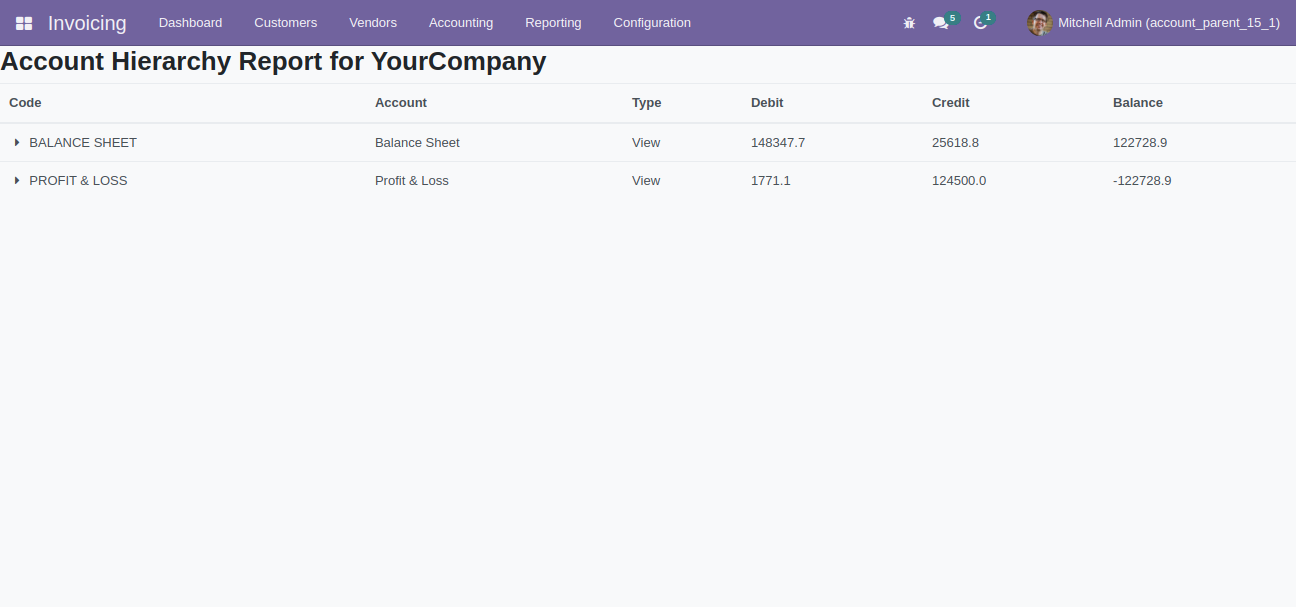 Invoicing Dashboard Customers Vendors Accounting Reporting Configuration 5 1 Mitchell Admin (account_parent_15_1)
Account Hierarchy Report for YourCompany
Code Account Type Debit Credit Balance
BALANCE SHEET Balance Sheet View 148347.7 25618.8 122728.9
PROFIT & LOSS Profit & Loss View 1771.1 124500.0 -122728.9